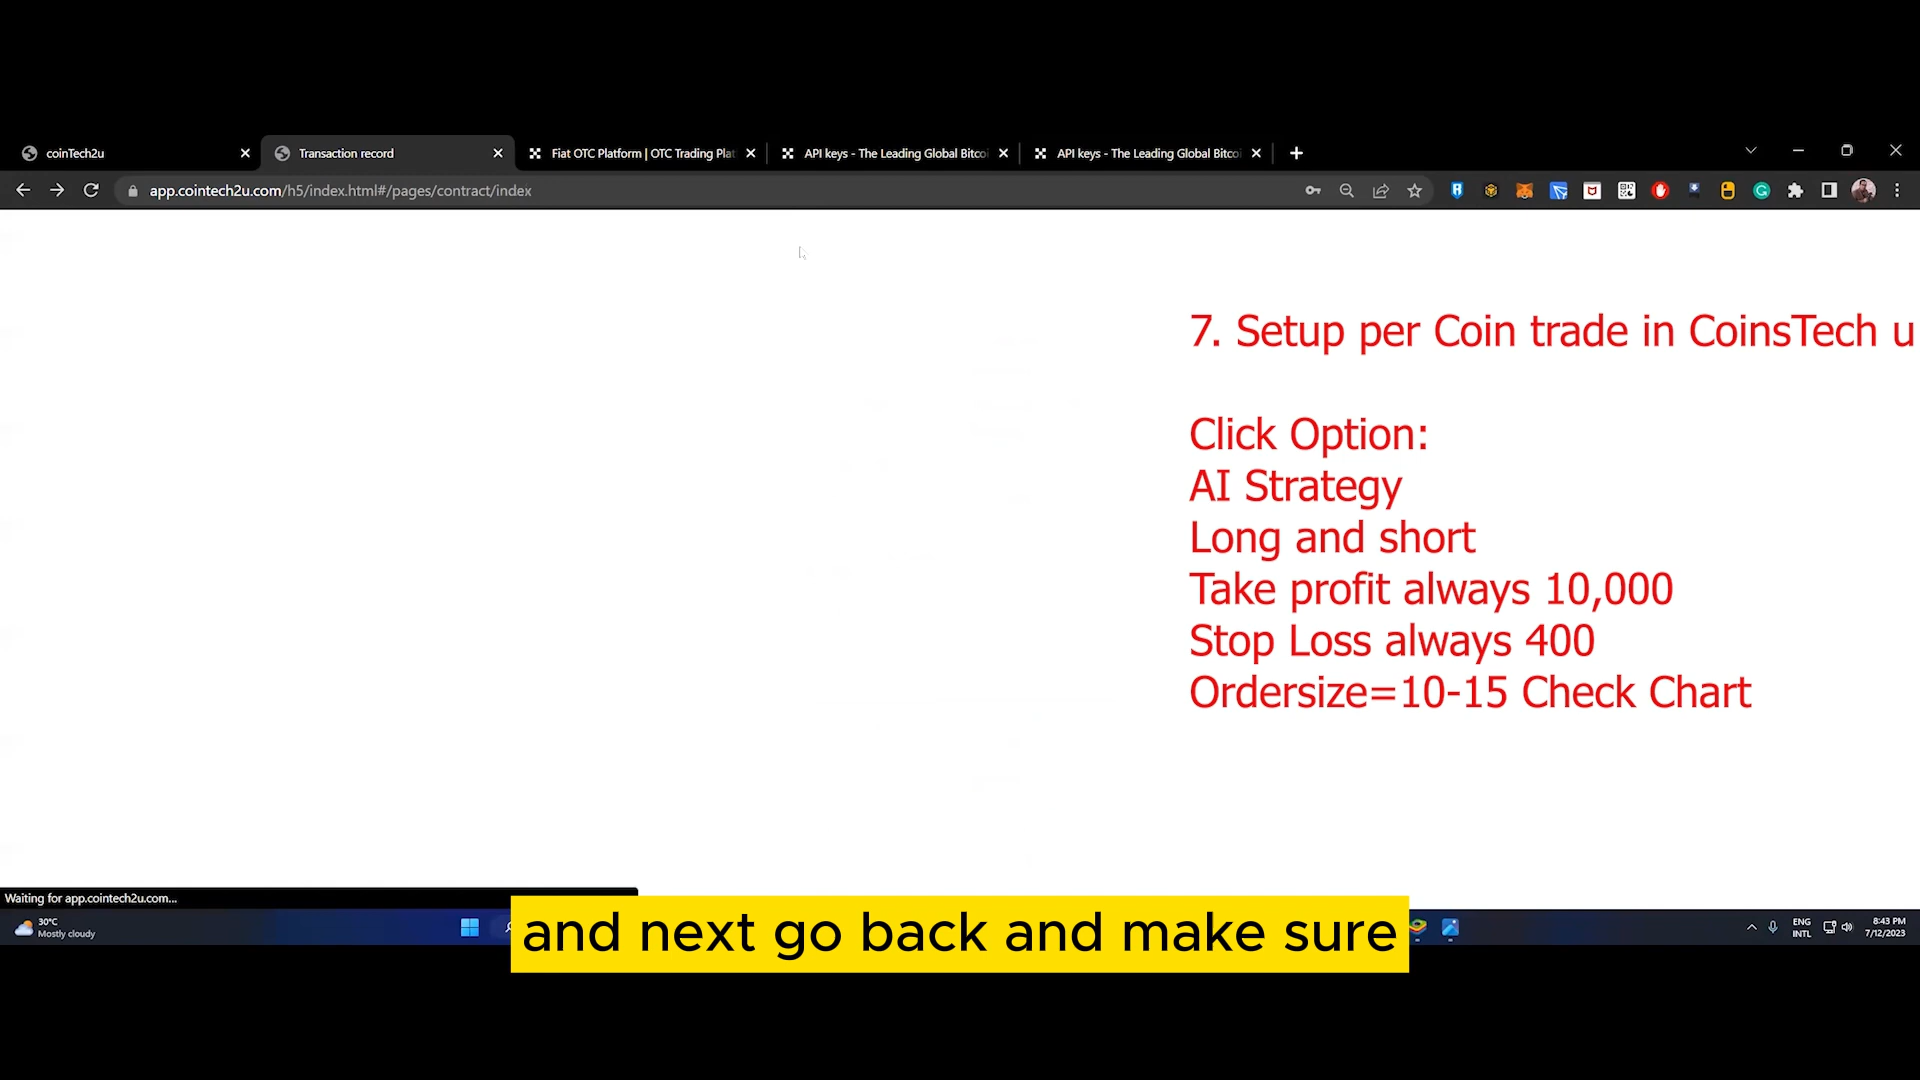 coinTech2u
Transaction record
Fiat OTC Platform | OTC Trading Plat
API keys - The Leading Global Bitcoi
API keys - The Leading Global Bitcoi
app.cointech2u.com/h5/index.html#/pages/contract/index
7. Setup per Coin trade in CoinsTech u
Click Option:
AI Strategy
Long and short
Take profit always 10,000
Stop Loss always 400
Ordersize=10-15 Check Chart
Waiting for app.cointech2u.com...
30°C
Mostly cloudy
and next go back and make sure
ENG
INTL
8:43 PM
7/12/2023